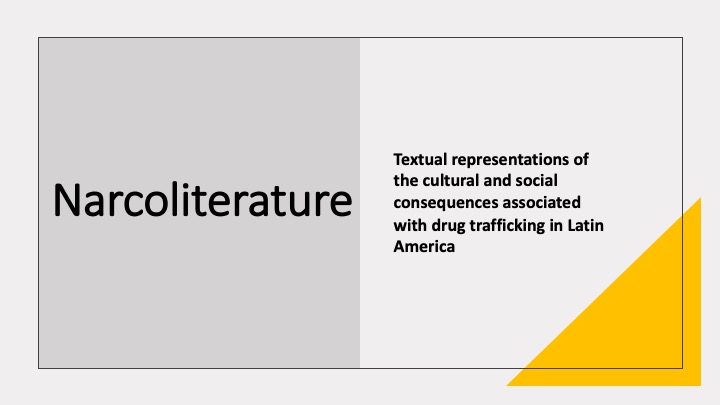 Narcoliterature
Textual representations of
the cultural and social
consequences associated
with drug trafficking in Latin
America